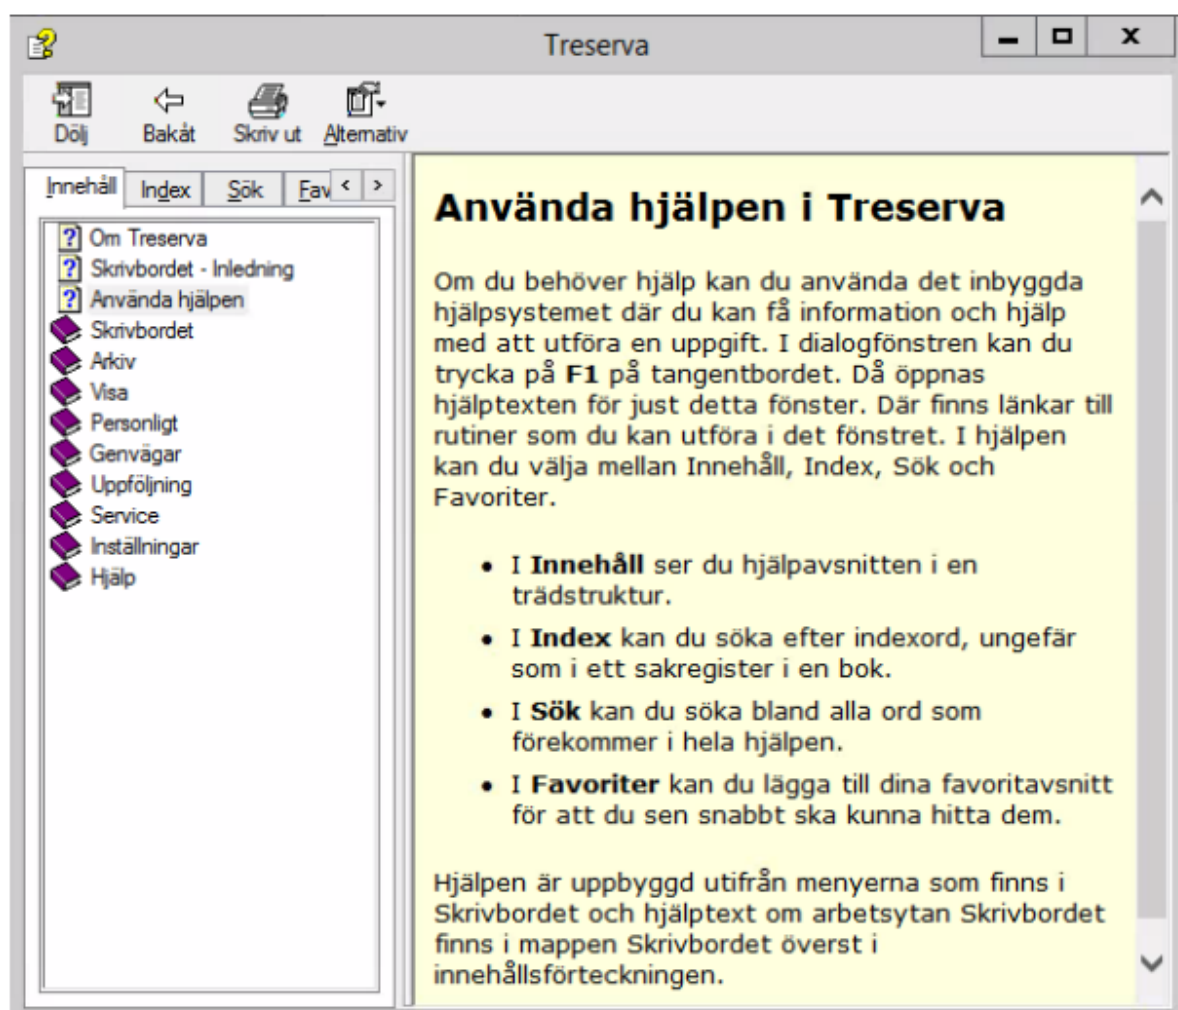 Treserva
Dölj Bakåt Skriv ut Alternativ
Innehåll Index Sök Fav
Om Treserva
Skrivbordet - Inledning
Använda hjälpen
Skrivbordet
Arkiv
Visa
Personligt
Genvägar
Uppföljning
Service
Inställningar
Hjälp
Använda hjälpen i Treserva
Om du behöver hjälp kan du använda det inbyggda
hjälpsystemet där du kan få information och hjälp
med att utföra en uppgift. I dialogfönstren kan du
trycka på F1 på tangentbordet. Då öppnas
hjälptexten för just detta fönster. Där finns länkar till
rutiner som du kan utföra i det fönstret. I hjälpen
kan du välja mellan Innehåll, Index, Sök och
Favoriter.
• I Innehåll ser du hjälpavsnitten i en
trädstruktur.
• I Index kan du söka efter indexord, ungefär
som i ett sakregister i en bok.
• I Sök kan du söka bland alla ord som
förekommer i hela hjälpen.
• I Favoriter kan du lägga till dina favoritavsnitt
för att du sen snabbt ska kunna hitta dem.
Hjälpen är uppbyggd utifrån menyerna som finns i
Skrivbordet och hjälptext om arbetsytan Skrivbordet
finns i mappen Skrivbordet överst i
innehållsförteckningen.